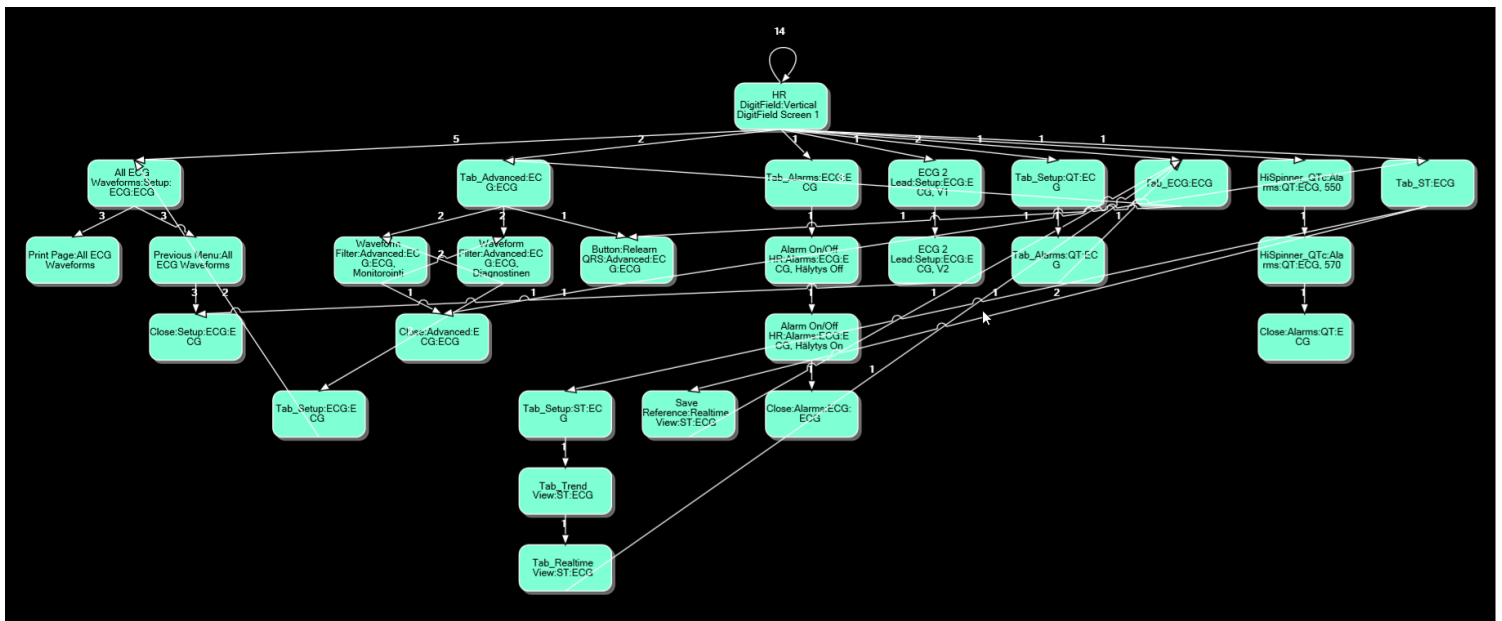 14
HR
DigitField:Vertical
DigitField Screen 1
5
2
1
1
2
1
1
1
All ECG
Waveforms:Setup:
ECG:ECG
Tab_Advanced:EC
G:ECG
Tab_Alarms:ECG:E
CG
ECG 2
Lead:Setup:ECG:E
CG, V1
Tab_Setup:QT:EC
G
Tab_ECG:ECG
HiSpinner_QTc:Ala
rms:QT:ECG, 550
Tab_ST:ECG
3
3
2
2
1
1
1
1
1
1
1
Print Page:All ECG
Waveforms
Previous Menu:All
ECG Waveforms
Waveform
Filter:Advanced:EC
G:ECG,
Monitorointi
2
Waveform
Filter:Advanced:EC
G:ECG,
Diagnostinen
Button:Relearn
QRS:Advanced:EC
G:ECG
Alarm On/Off
HR:Alarms:ECG:E
CG, Hälytys Off
ECG 2
Lead:Setup:ECG:E
CG, V2
Tab_Alarms:QT:EC
G
HiSpinner_QTc:Ala
rms:QT:ECG, 570
3
2
1
1
1
1
1
1
2
1
Close:Setup:ECG:E
CG
Close:Advanced:E
CG:ECG
Alarm On/Off
HR:Alarms:ECG:E
CG, Hälytys On
Close:Alarms:QT:E
CG
1
1
Tab_Setup:ECG:E
CG
Tab_Setup:ST:EC
G
Save
Reference:Realtime
View:ST:ECG
Close:Alarms:ECG:
ECG
1
Tab_Trend
View:ST:ECG
1
Tab_Realtime
View:ST:ECG